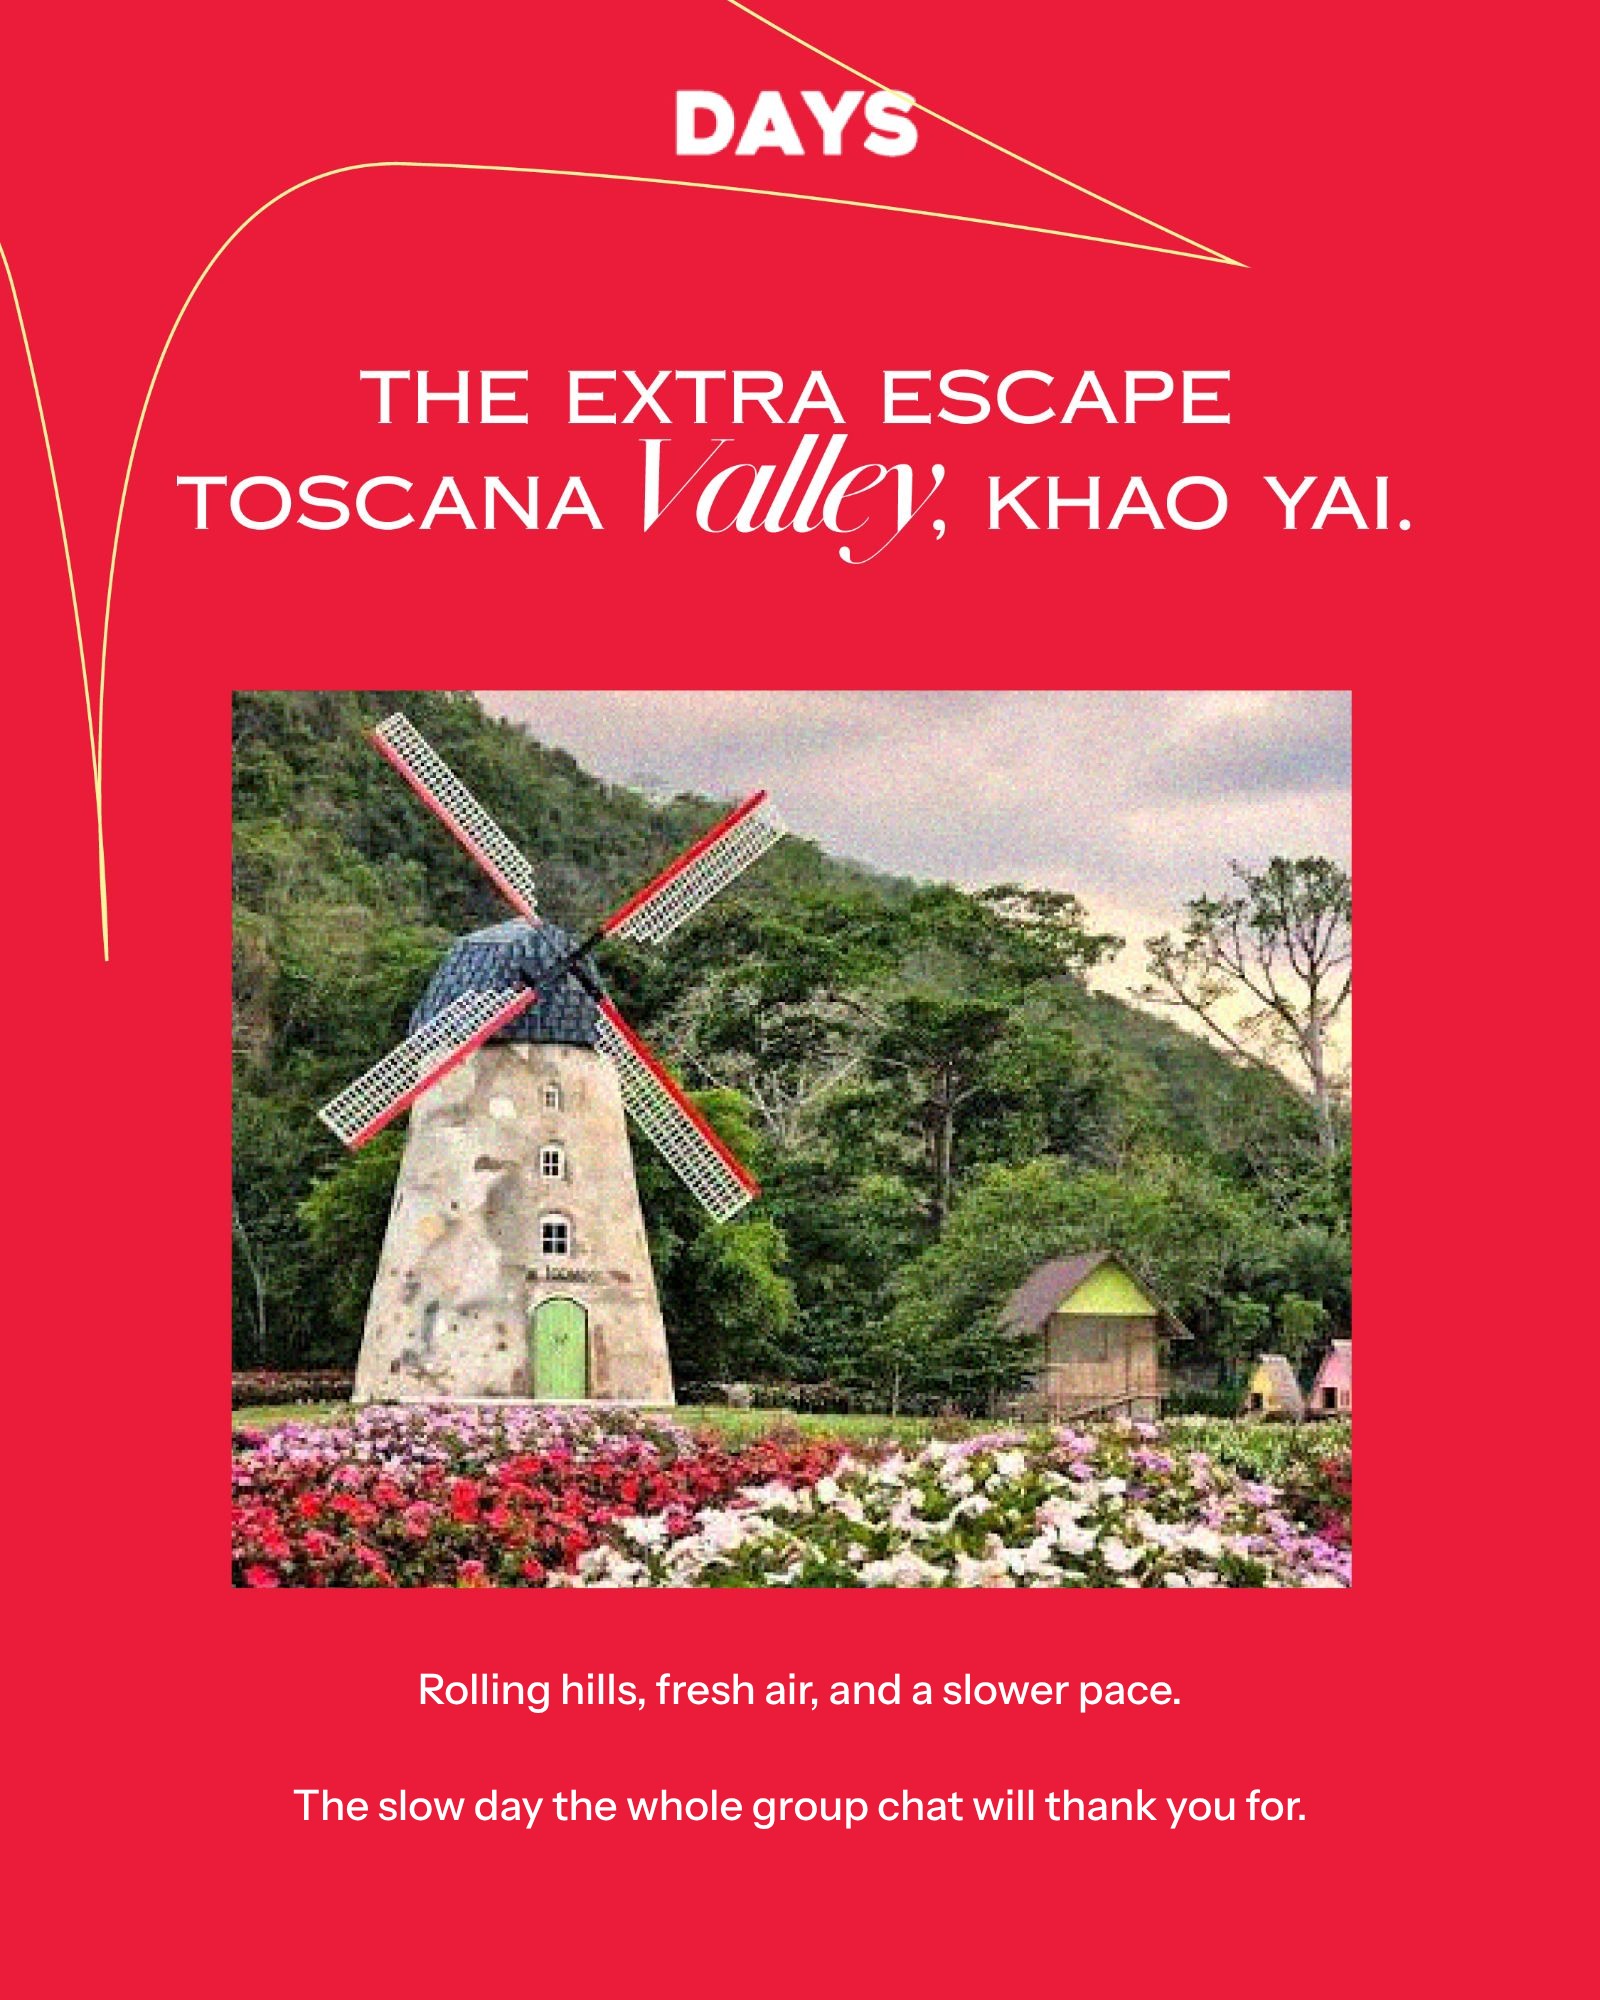 DAYS
THE EXTRA ESCAPE
TOSCANA Valley, KHAO YAI.
Rolling hills, fresh air, and a slower pace.
The slow day the whole group chat will thank you for.